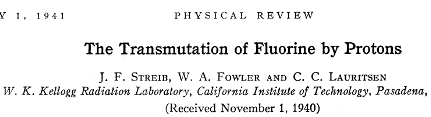 Y 1, 1941 PHYSICAL REVIEW
The Transmutation of Fluorine by Protons
J. F. STREIB, W. A. FOWLER AND C. C. LAURITSEN
W. K. Kellogg Radiation Laboratory, California Institute of Technology, Pasadena,
(Received November 1, 1940)